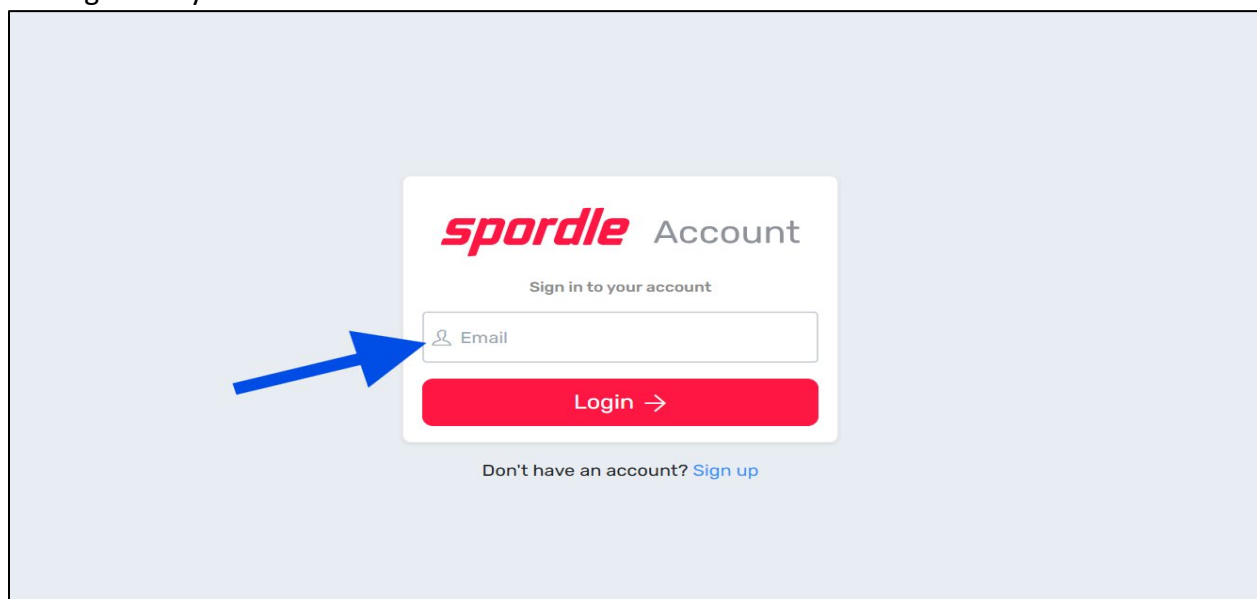 spordle Account
Sign in to your account
Email
Login →
Don't have an account? Sign up